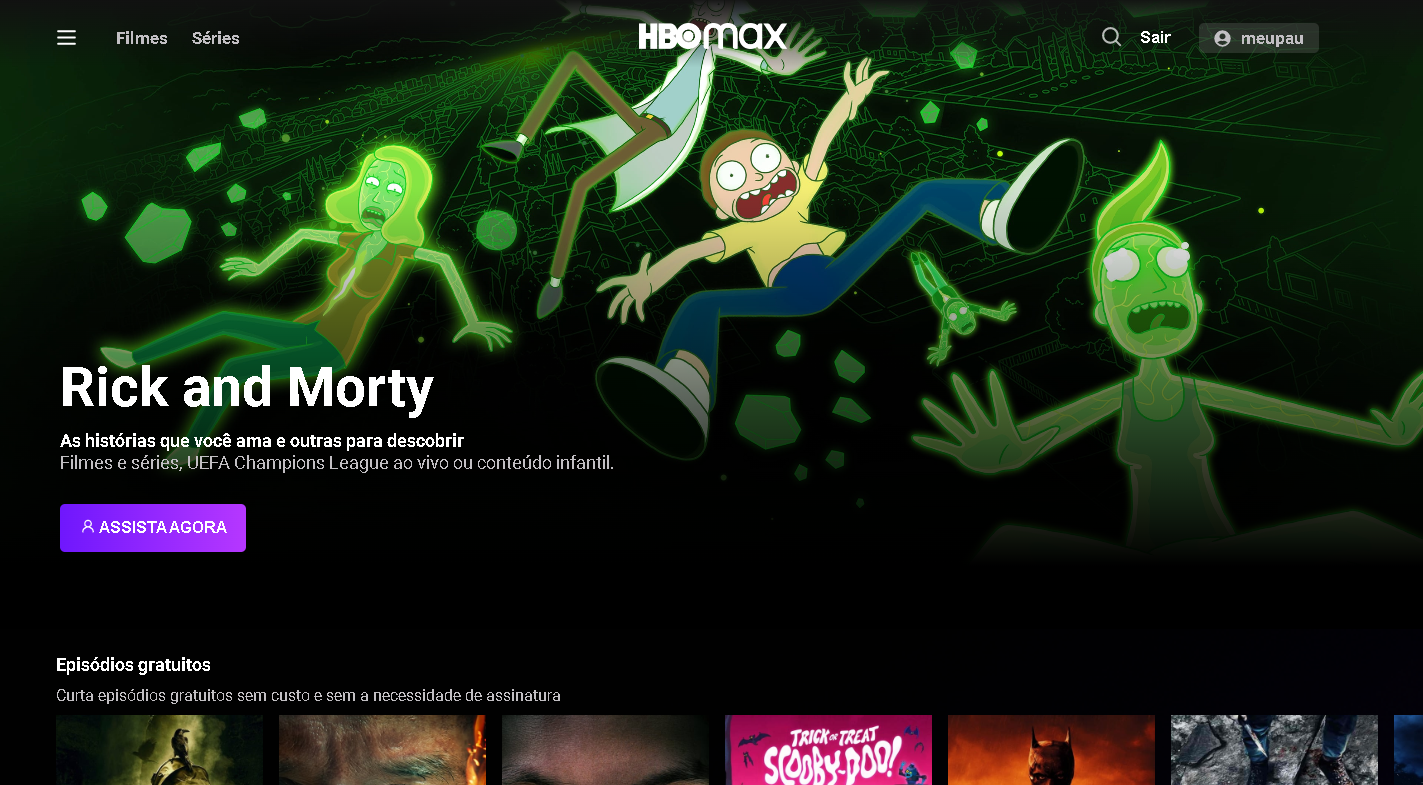 Filmes Séries HBOmax Sair meupau
Rick and Morty
As histórias que você ama e outras para descobrir
Filmes e séries, UEFA Champions League ao vivo ou conteúdo infantil.
ASSISTA AGORA
Episódios gratuitos
Curta episódios gratuitos sem custo e sem a necessidade de assinatura
TRICK or TREAT
SCOOBY-DOO!